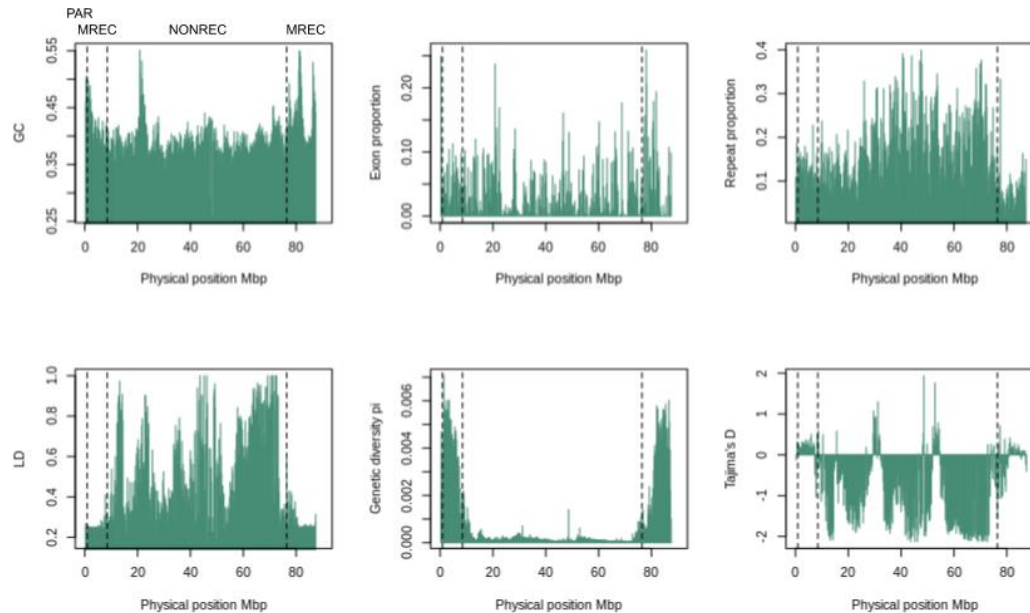 PAR
MREC NONREC MREC
GC
0.25 0.35 0.45 0.55
0 20 40 60 80
Physical position Mbp
Exon proportion
0.00 0.10 0.20
0 20 40 60 80
Physical position Mbp
Repeat proportion
0.1 0.2 0.3 0.4
0 20 40 60 80
Physical position Mbp
LD
0.2 0.4 0.6 0.8 1.0
0 20 40 60 80
Physical position Mbp
Genetic diversity pi
0.000 0.002 0.004 0.006
0 20 40 60 80
Physical position Mbp
Tajima's D
-2 -1 0 1 2
0 20 40 60 80
Physical position Mbp